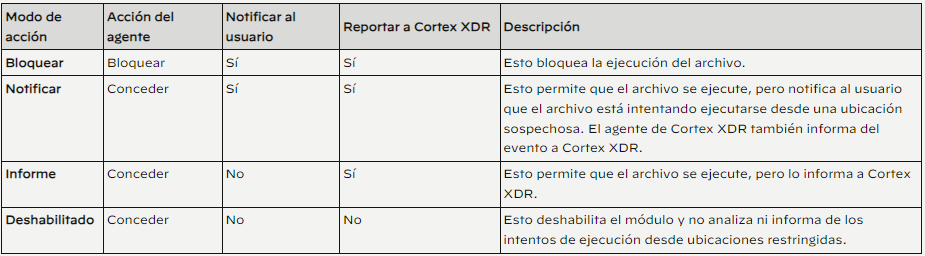 Modo de acción | Acción del agente | Notificar al usuario | Reportar a Cortex XDR | Descripción
Bloquear | Bloquear | Sí | Sí | Esto bloquea la ejecución del archivo.
Notificar | Conceder | Sí | Sí | Esto permite que el archivo se ejecute, pero notifica al usuario
que el archivo está intentando ejecutarse desde una ubicación
sospechosa. El agente de Cortex XDR también informa del
evento a Cortex XDR.
Informe | Conceder | No | Sí | Esto permite que el archivo se ejecute, pero lo informa a Cortex
XDR.
Deshabilitado | Conceder | No | No | Esto deshabilita el módulo y no analiza ni informa de los
intentos de ejecución desde ubicaciones restringidas.